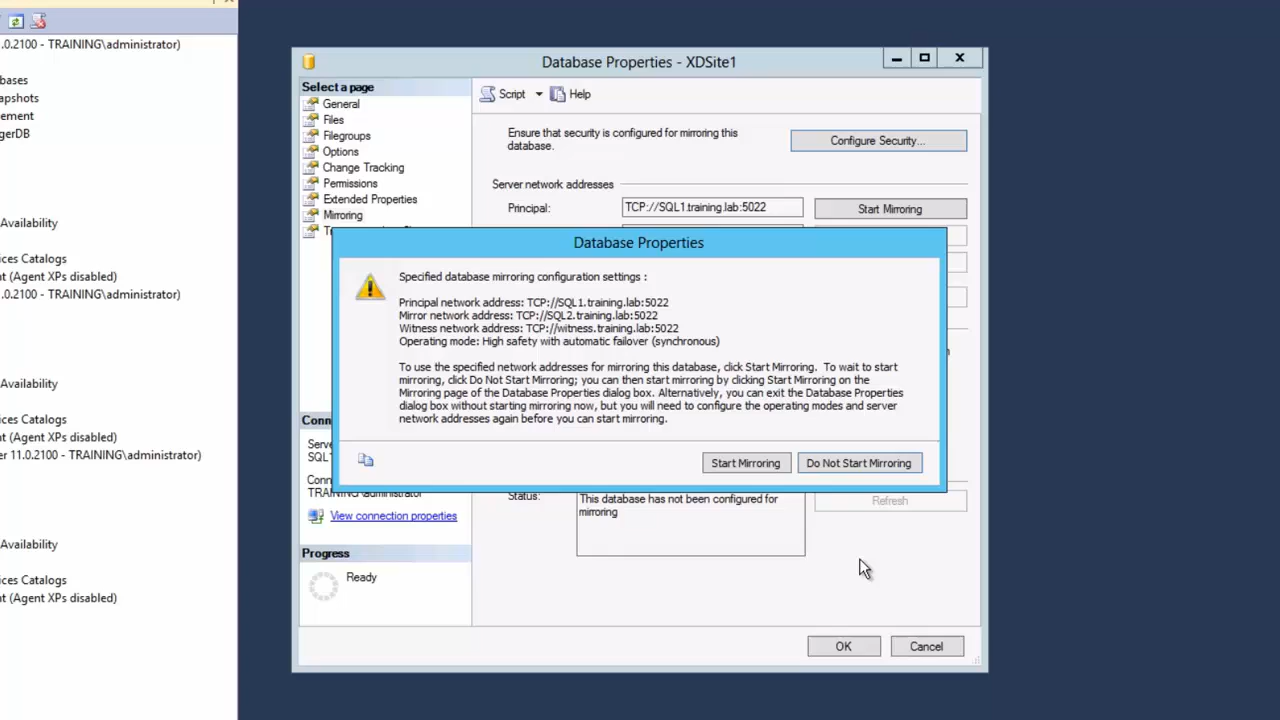 .0.2100 - TRAINING\administrator)
bases
apshots
ement
gerDB
Availability
ices Catalogs
t (Agent XPs disabled)
.0.2100 - TRAINING\administrator)
Availability
ices Catalogs
t (Agent XPs disabled)
er 11.0.2100 - TRAINING\administrator)
Availability
ices Catalogs
t (Agent XPs disabled)
Database Properties - XDSite1
Select a page
General
Files
Filegroups
Options
Change Tracking
Permissions
Extended Properties
Mirroring
Script
Help
Ensure that security is configured for mirroring this
database.
Configure Security...
Server network addresses
Principal:
TCP://SQL1.training.lab:5022
Start Mirroring
Database Properties
Specified database mirroring configuration settings :
Principal network address: TCP://SQL1.training.lab:5022
Mirror network address: TCP://SQL2.training.lab:5022
Witness network address: TCP://witness.training.lab:5022
Operating mode: High safety with automatic failover (synchronous)
To use the specified network addresses for mirroring this database, click Start Mirroring. To wait to start
mirroring, click Do Not Start Mirroring; you can then start mirroring by clicking Start Mirroring on the
Mirroring page of the Database Properties dialog box. Alternatively, you can exit the Database Properties
dialog box without starting mirroring now, but you will need to configure the operating modes and server
network addresses again before you can start mirroring.
Start Mirroring
Do Not Start Mirroring
Conne
Serve
SQL1
Conn
TRAINING\administrator
View connection properties
Progress
Ready
Status:
This database has not been configured for
mirroring
Refresh
OK
Cancel